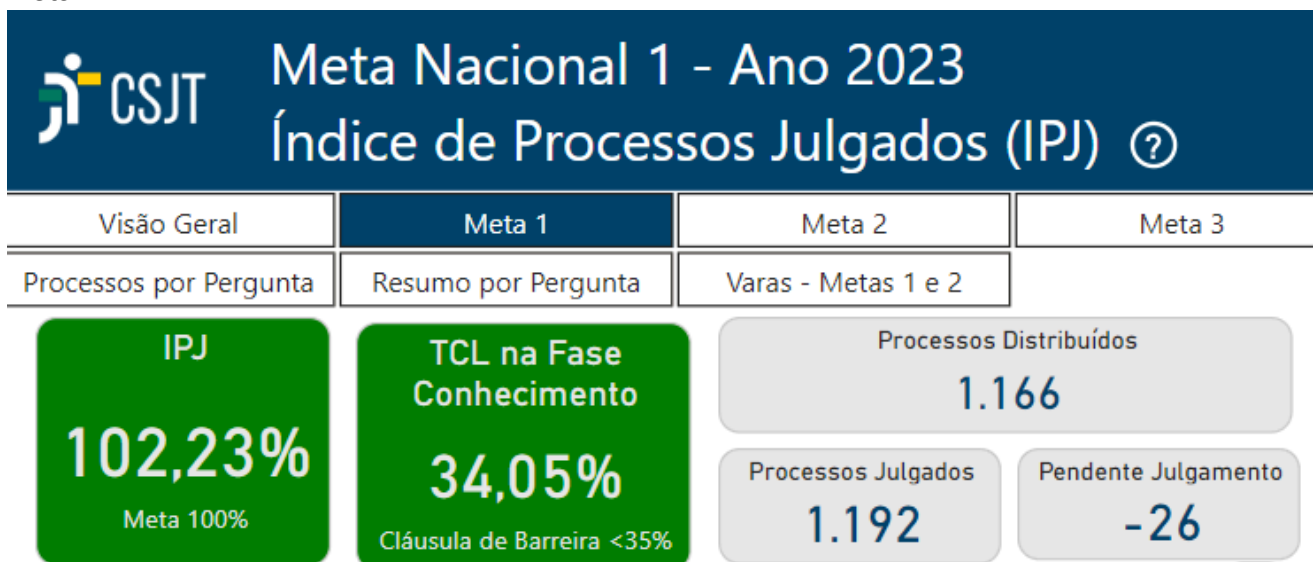 CSJT
Meta Nacional 1 - Ano 2023
Índice de Processos Julgados (IPJ) ?
Visão Geral
Meta 1
Meta 2
Meta 3
Processos por Pergunta
Resumo por Pergunta
Varas - Metas 1 e 2
IPJ
102,23%
Meta 100%
TCL na Fase
Conhecimento
34,05%
Cláusula de Barreira <35%
Processos Distribuídos
1.166
Processos Julgados
1.192
Pendente Julgamento
-26